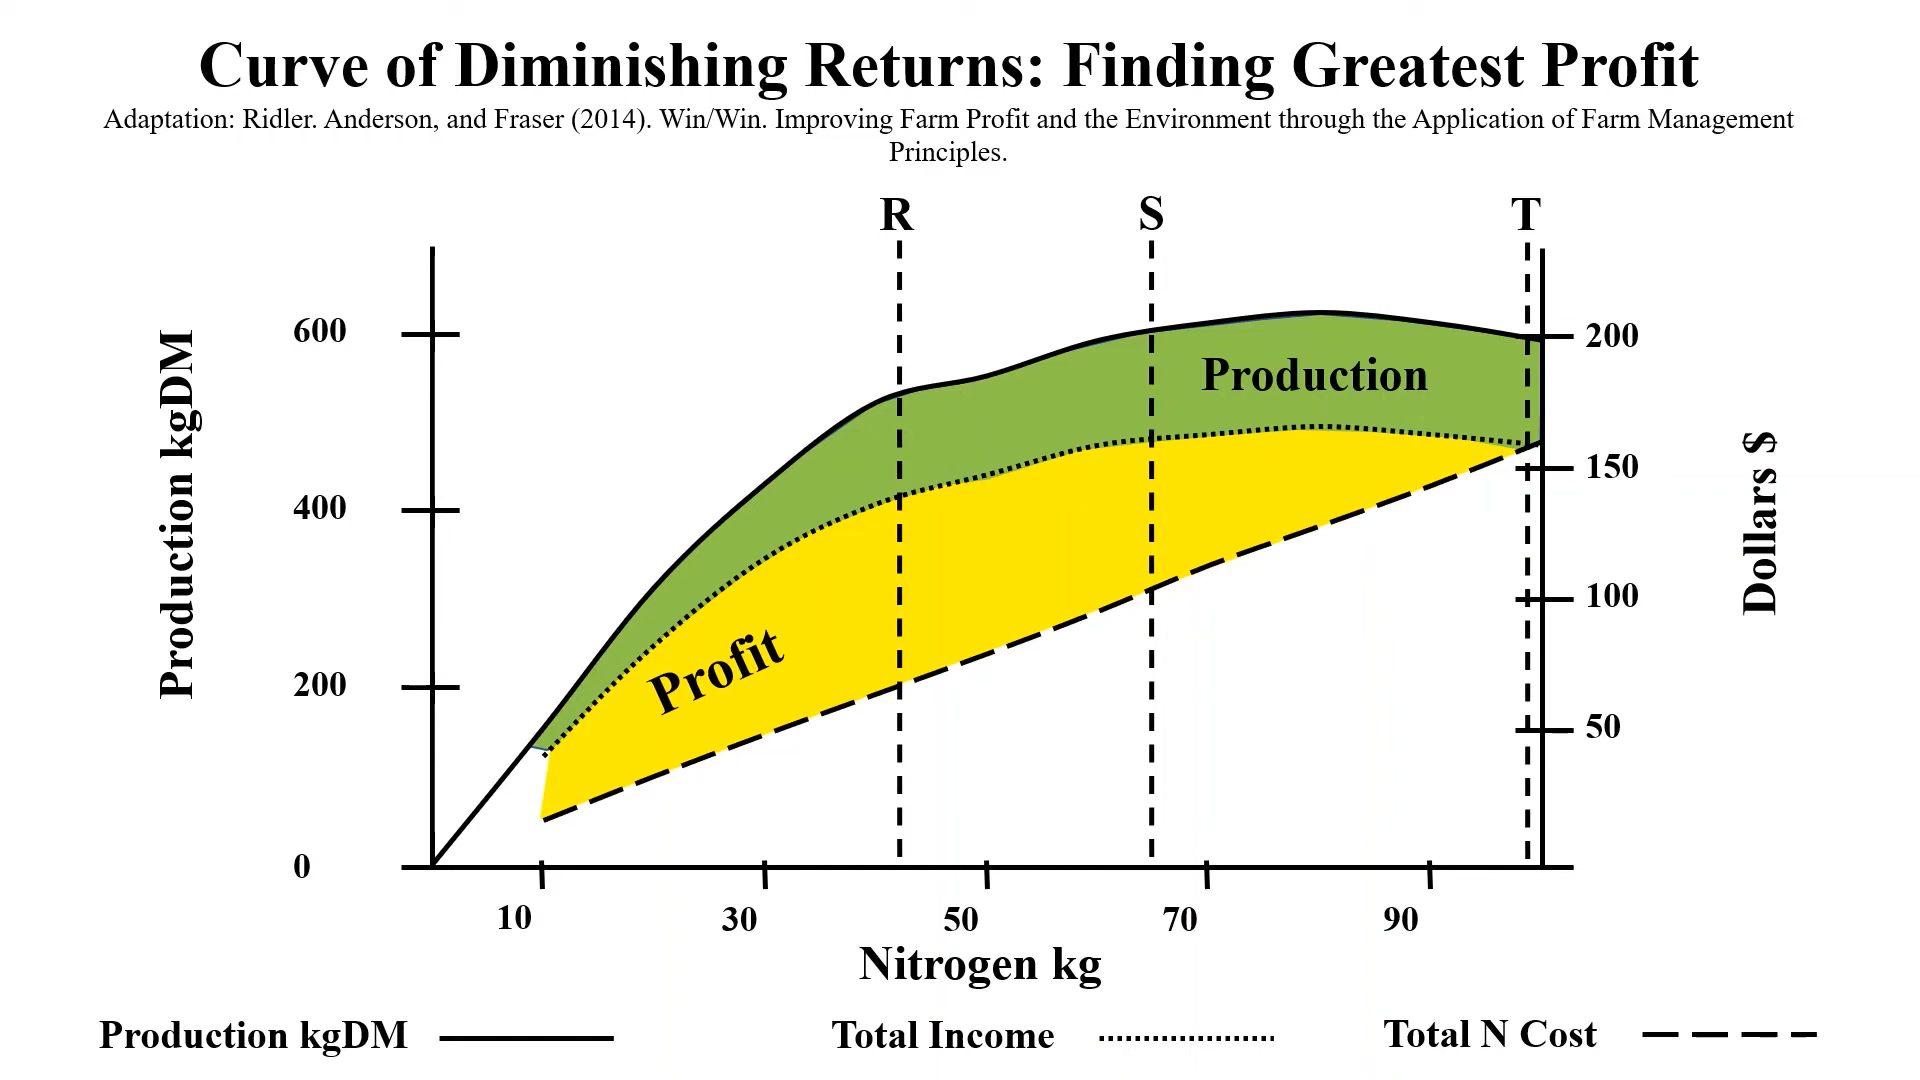 Curve of Diminishing Returns: Finding Greatest Profit
Adaptation: Ridler. Anderson, and Fraser (2014). Win/Win. Improving Farm Profit and the Environment through the Application of Farm Management
Principles.
R
S
T
Production kgDM
600
400
200
0
Production
Profit
200
150
100
50
Dollars $
10
30
50
70
90
Nitrogen kg
Production kgDM
Total Income
Total N Cost